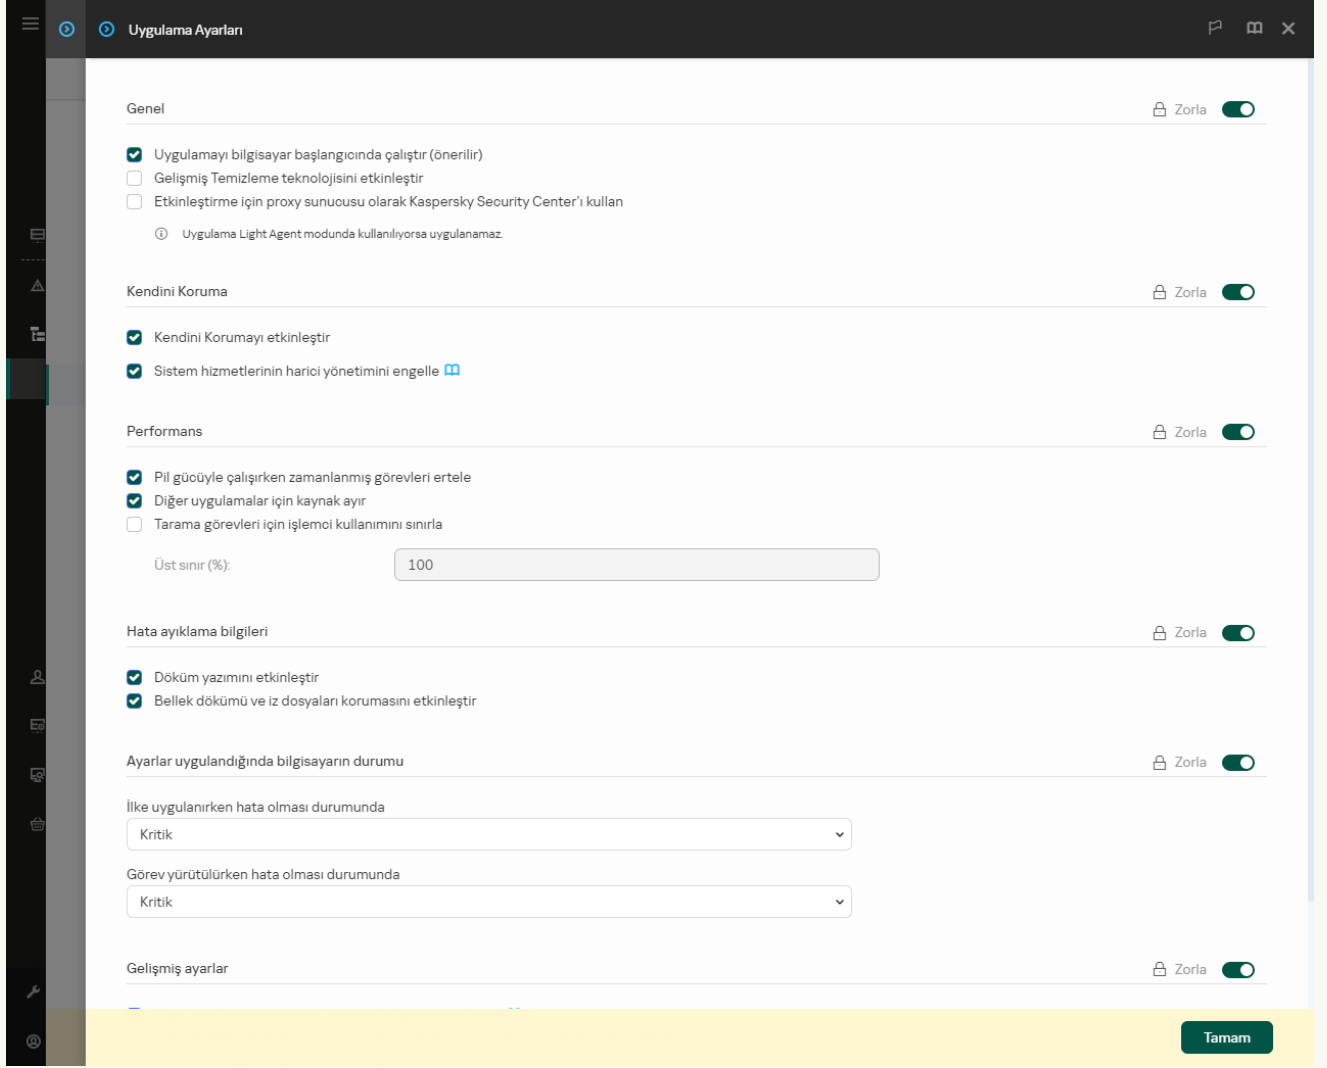 Uygulama Ayarları
Genel
Zorla
Uygulamayı bilgisayar başlangıcında çalıştır (önerilir)
Gelişmiş Temizleme teknolojisini etkinleştir
Etkinleştirme için proxy sunucusu olarak Kaspersky Security Center'ı kullan
Uygulama Light Agent modunda kullanılıyorsa uygulanamaz.
Kendini Koruma
Zorla
Kendini Korumayı etkinleştir
Sistem hizmetlerinin harici yönetimini engelle
Performans
Zorla
Pil gücüyle çalışırken zamanlanmış görevleri ertele
Diğer uygulamalar için kaynak ayır
Tarama görevleri için işlemci kullanımını sınırla
Üst sınır (%):
100
Hata ayıklama bilgileri
Zorla
Döküm yazımını etkinleştir
Bellek dökümü ve iz dosyaları korumasını etkinleştir
Ayarlar uygulandığında bilgisayarın durumu
Zorla
İlke uygulanırken hata olması durumunda
Kritik
Görev yürütülürken hata olması durumunda
Kritik
Gelişmiş ayarlar
Zorla
Tamam